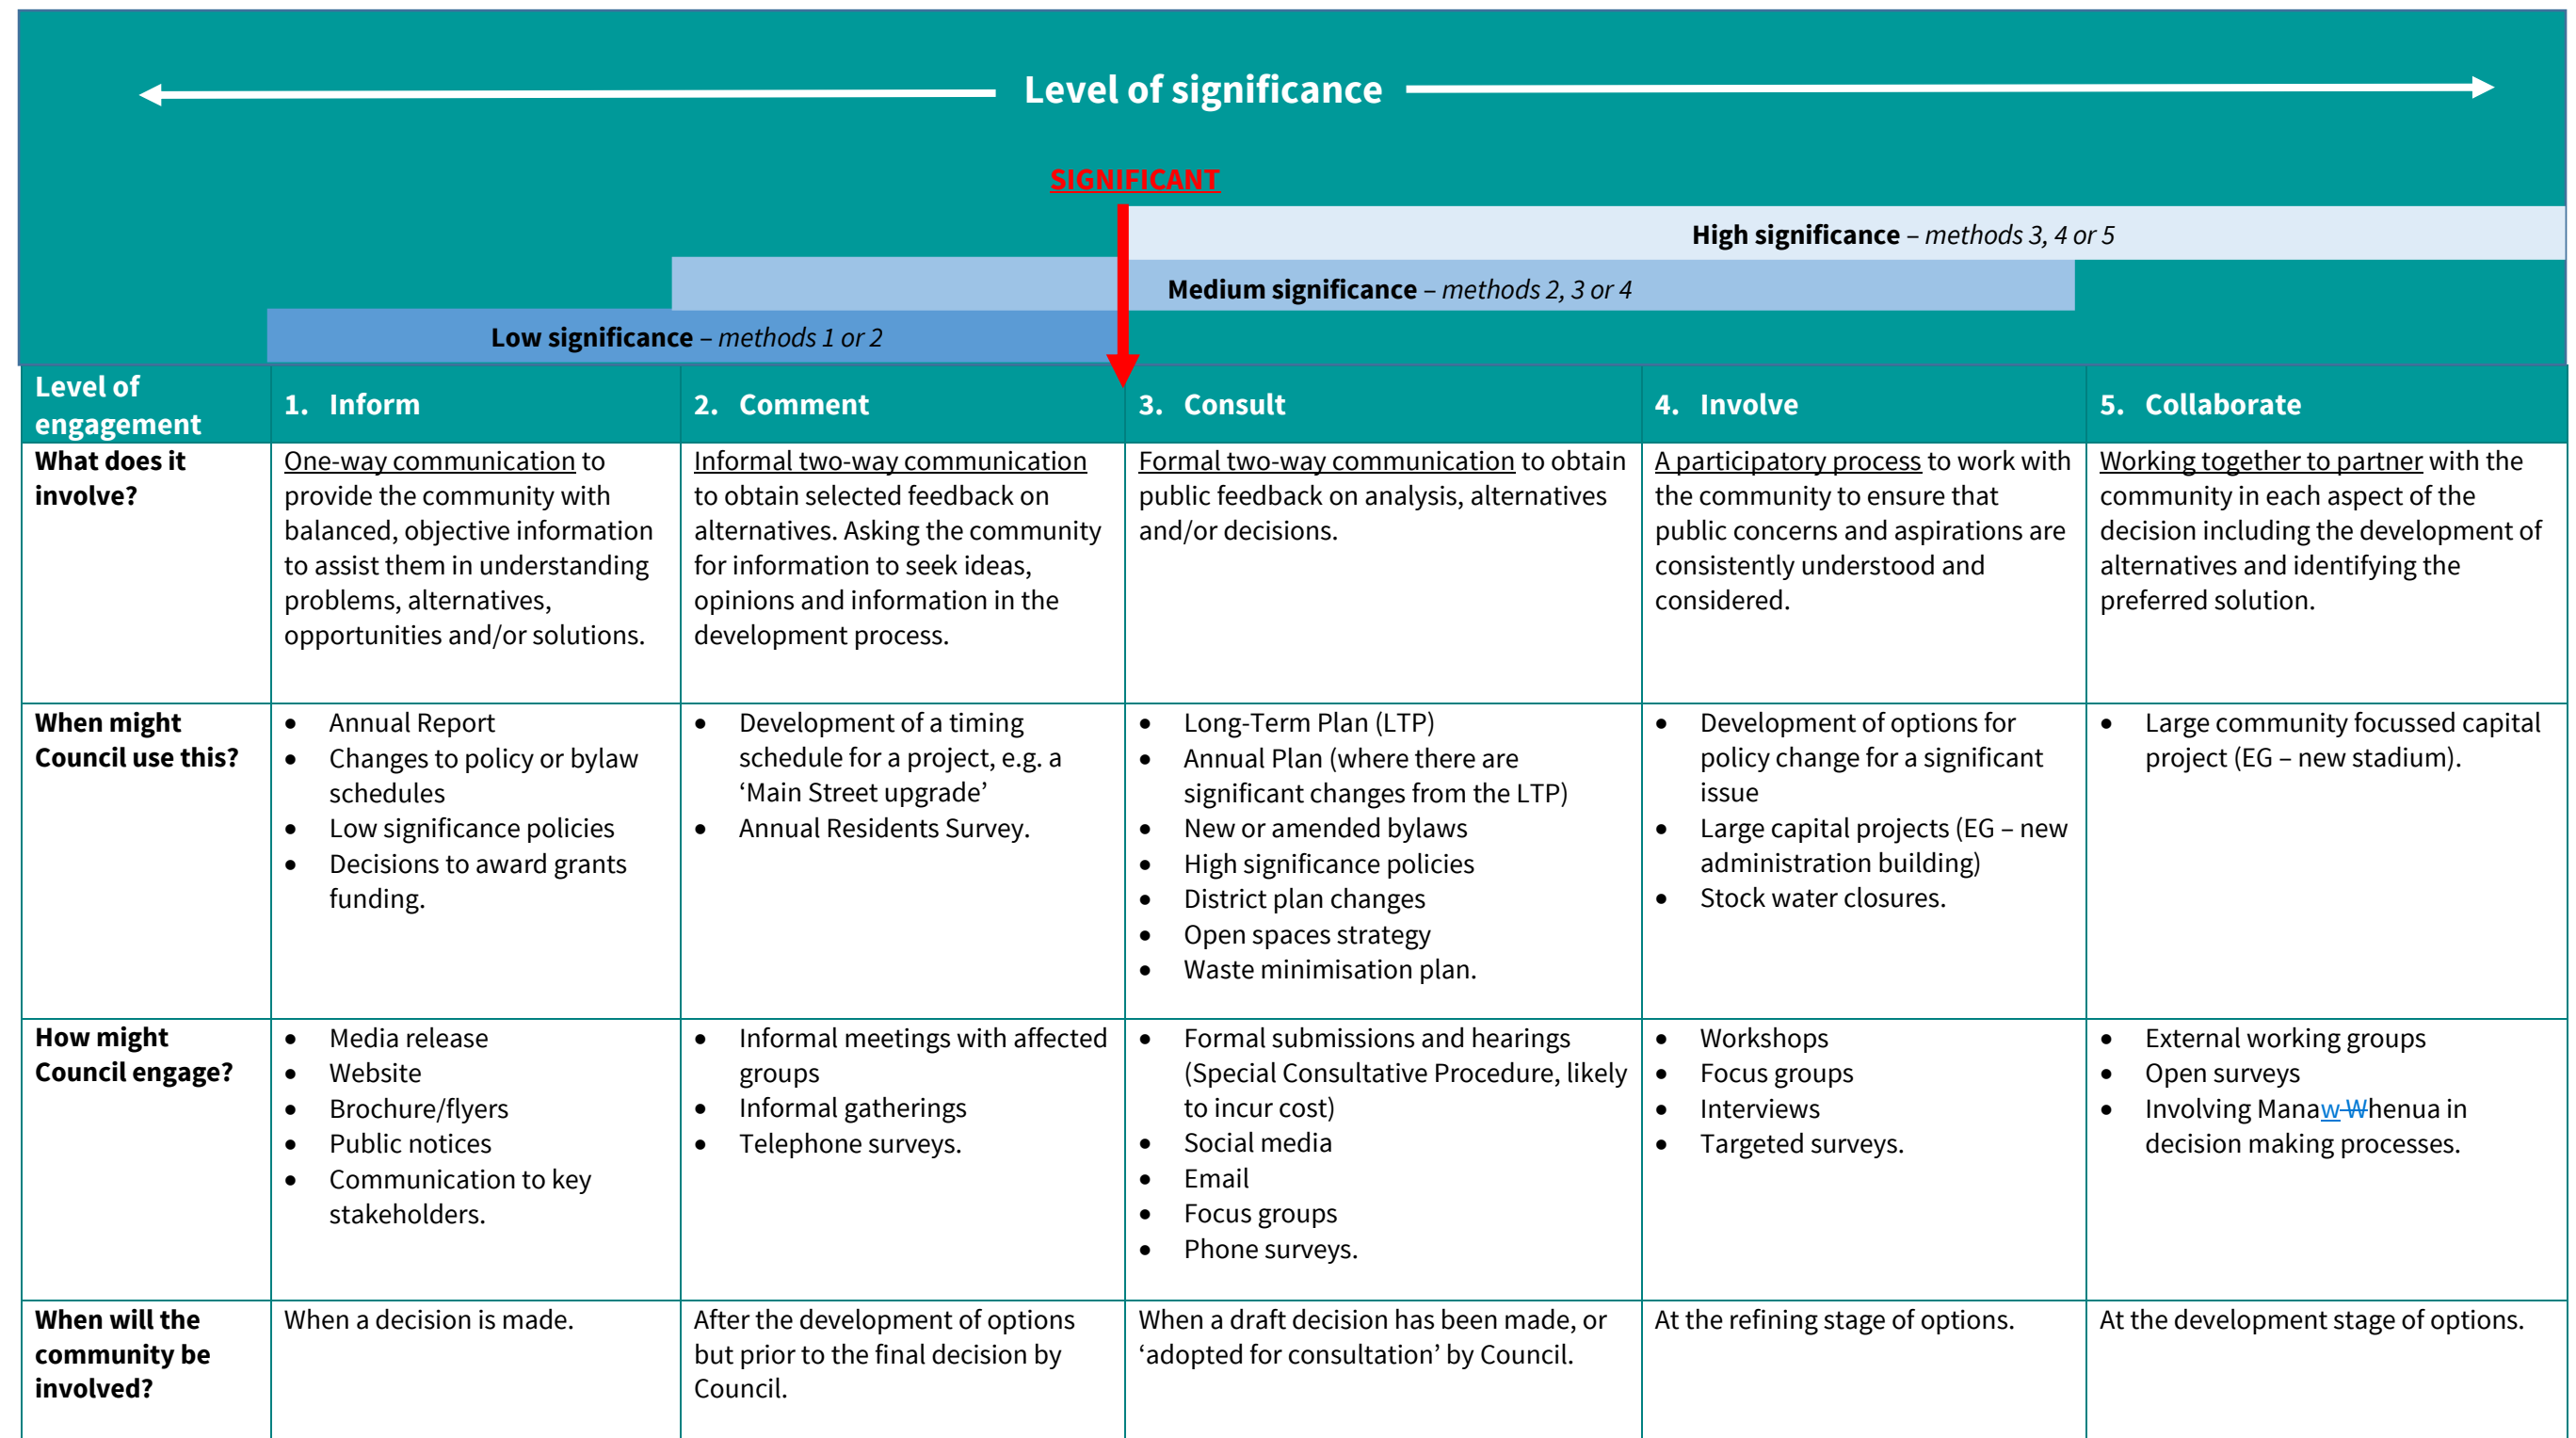 Level of significance
SIGNIFICANT
High significance – methods 3, 4 or 5
Medium significance – methods 2, 3 or 4
Low significance – methods 1 or 2
Level of
engagement
1. Inform
2. Comment
3. Consult
4. Involve
5. Collaborate
What does it
involve?
One-way communication to
provide the community with
balanced, objective information
to assist them in understanding
problems, alternatives,
opportunities and/or solutions.
Informal two-way communication
to obtain selected feedback on
alternatives. Asking the community
for information to seek ideas,
opinions and information in the
development process.
Formal two-way communication to obtain
public feedback on analysis, alternatives
and/or decisions.
A participatory process to work with
the community to ensure that
public concerns and aspirations are
consistently understood and
considered.
Working together to partner with the
community in each aspect of the
decision including the development of
alternatives and identifying the
preferred solution.
When might
Council use this?
• Annual Report
• Changes to policy or bylaw
schedules
• Low significance policies
• Decisions to award grants
funding.
• Development of a timing
schedule for a project, e.g. a
‘Main Street upgrade’
• Annual Residents Survey.
• Long-Term Plan (LTP)
• Annual Plan (where there are
significant changes from the LTP)
• New or amended bylaws
• High significance policies
• District plan changes
• Open spaces strategy
• Waste minimisation plan.
• Development of options for
policy change for a significant
issue
• Large capital projects (EG – new
administration building)
• Stock water closures.
• Large community focussed capital
project (EG – new stadium).
How might
Council engage?
• Media release
• Website
• Brochure/flyers
• Public notices
• Communication to key
stakeholders.
• Informal meetings with affected
groups
• Informal gatherings
• Telephone surveys.
• Formal submissions and hearings
(Special Consultative Procedure, likely
to incur cost)
• Social media
• Email
• Focus groups
• Phone surveys.
• Workshops
• Focus groups
• Interviews
• Targeted surveys.
• External working groups
• Open surveys
• Involving Manaw Whenua in
decision making processes.
When will the
community be
involved?
When a decision is made.
After the development of options
but prior to the final decision by
Council.
When a draft decision has been made, or
‘adopted for consultation’ by Council.
At the refining stage of options.
At the development stage of options.